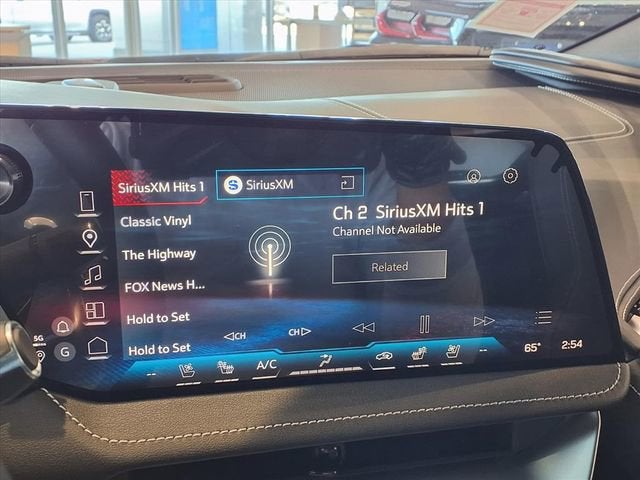 SiriusXM Hits 1
SiriusXM
Classic Vinyl
The Highway
FOX News H...
Hold to Set
Hold to Set
Ch 2 SiriusXM Hits 1
Channel Not Available
Related
◁CH
CH▷
5G
G
--
A/C
--
65°
2:54